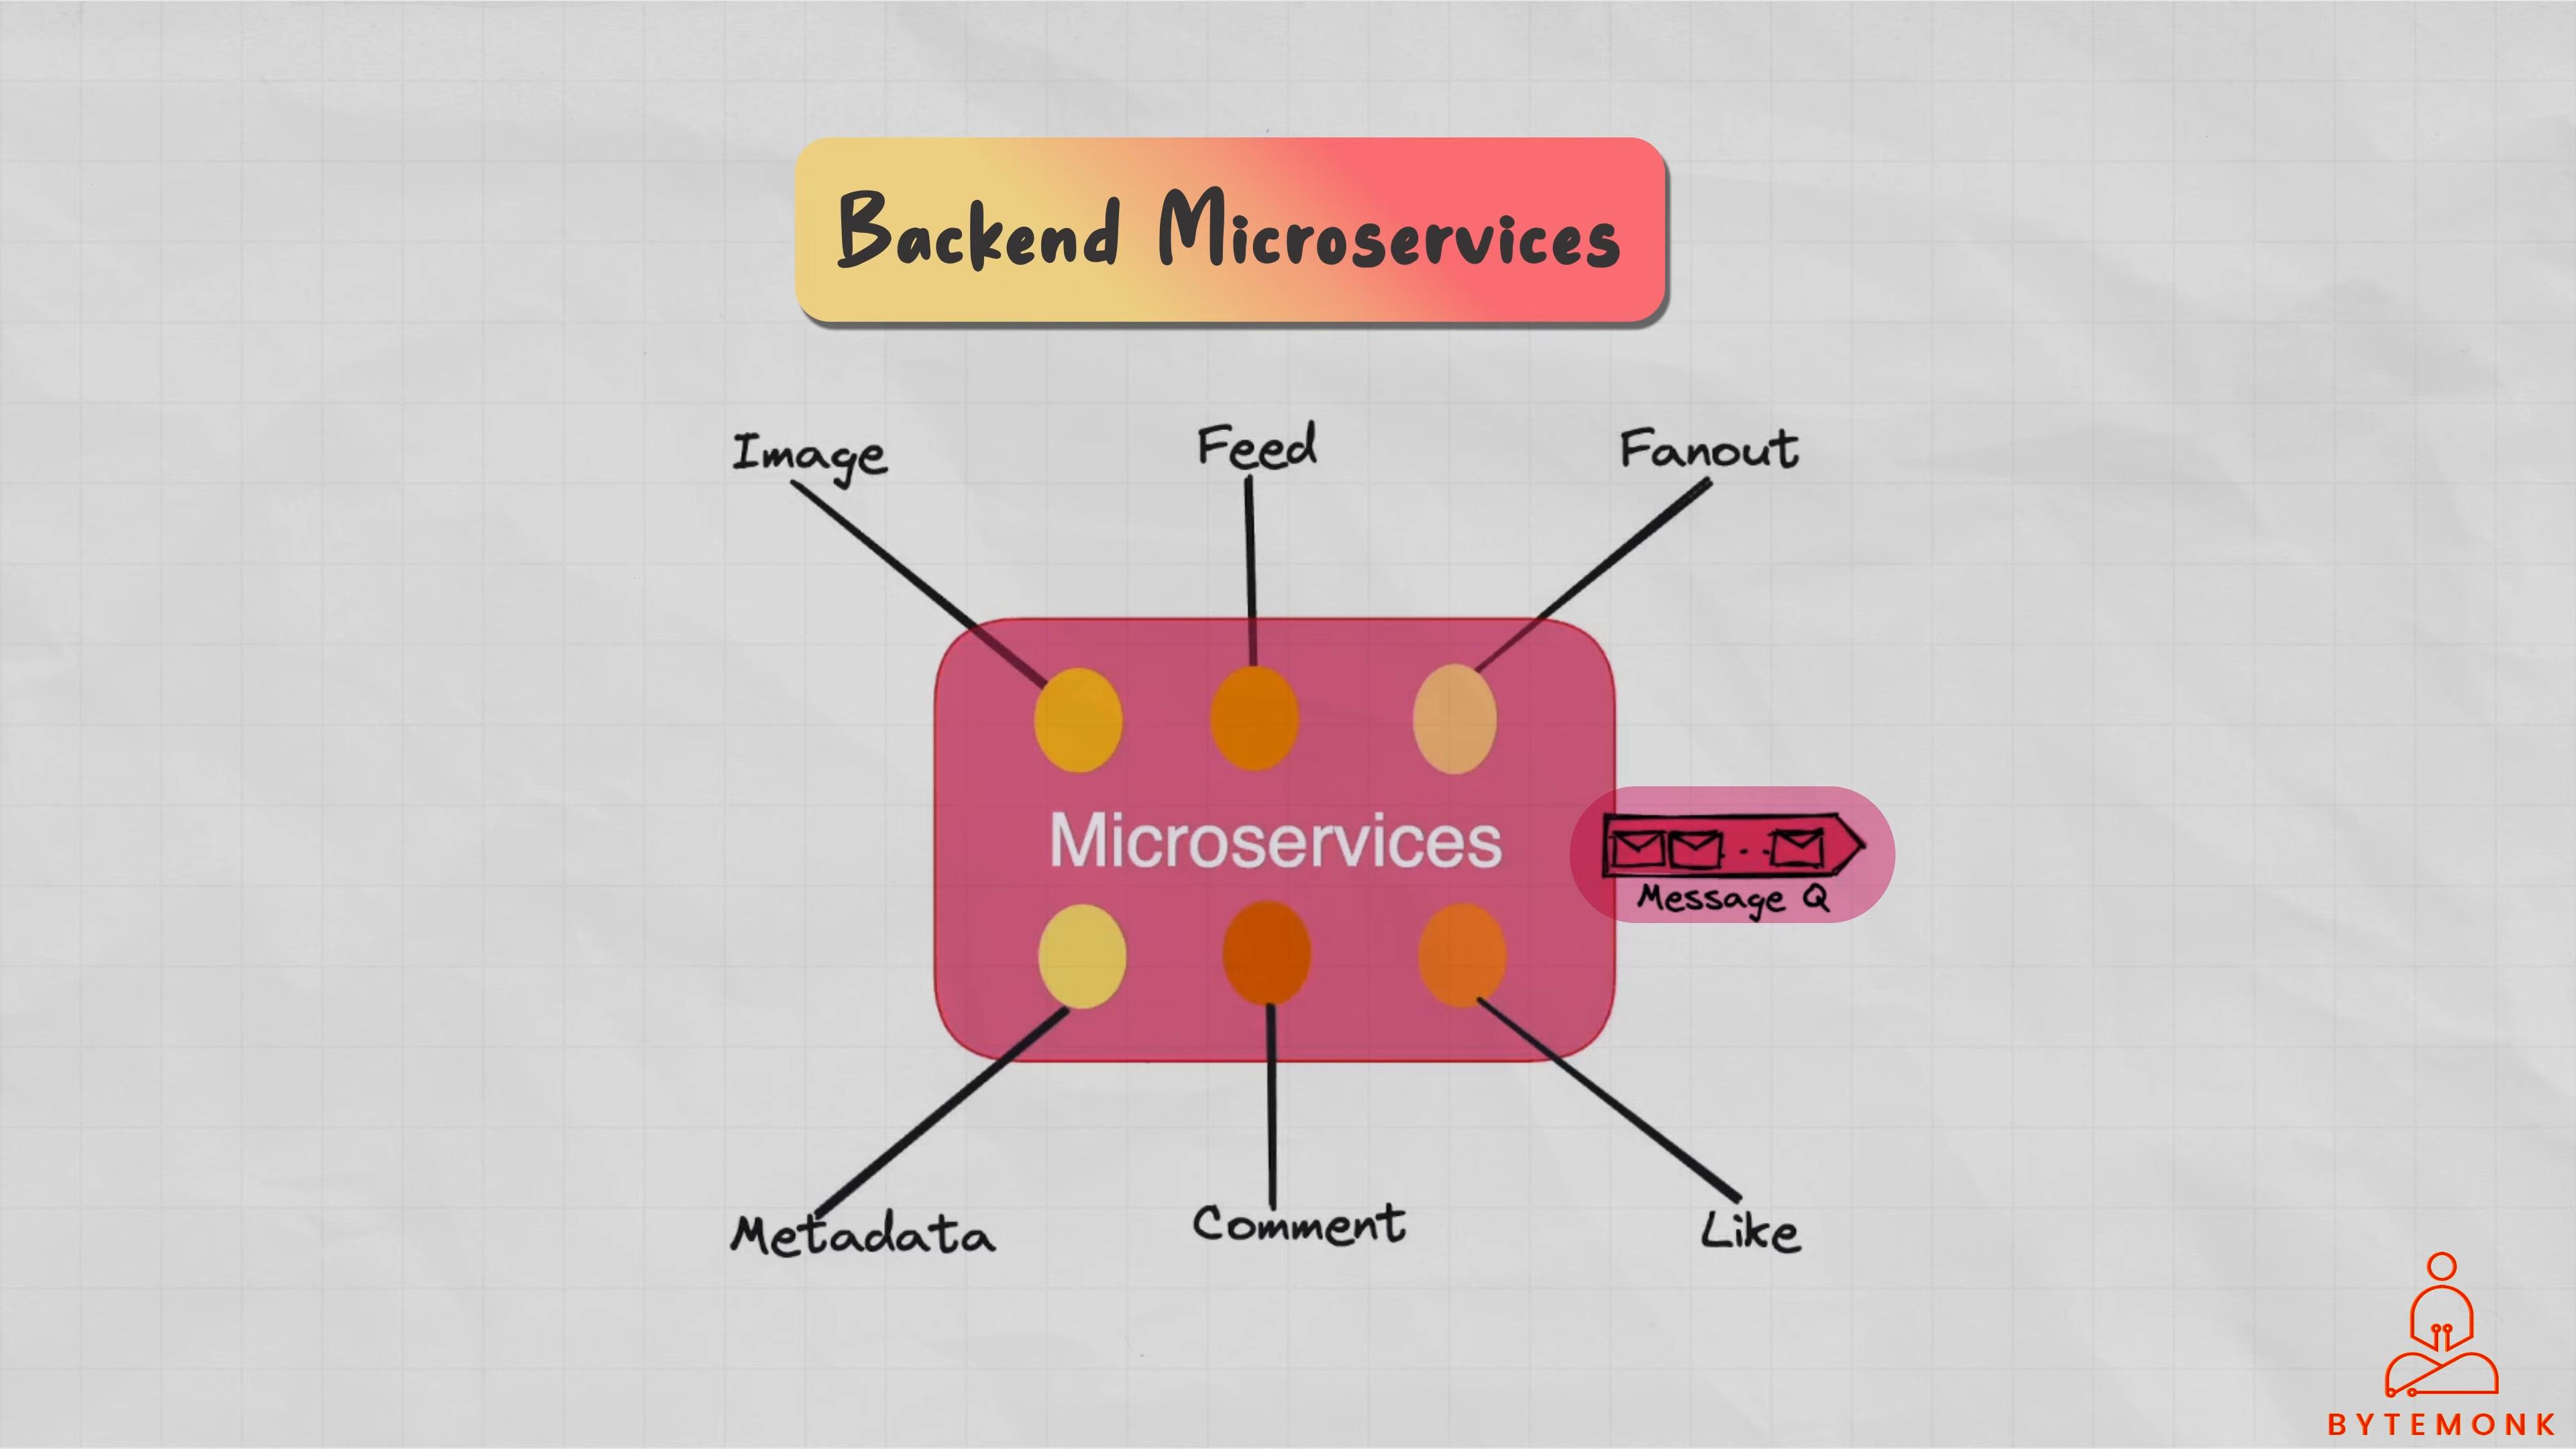 Backend Microservices
Image
Feed
Fanout
Microservices
Message Q
Metadata
Comment
Like
BYTEMONK